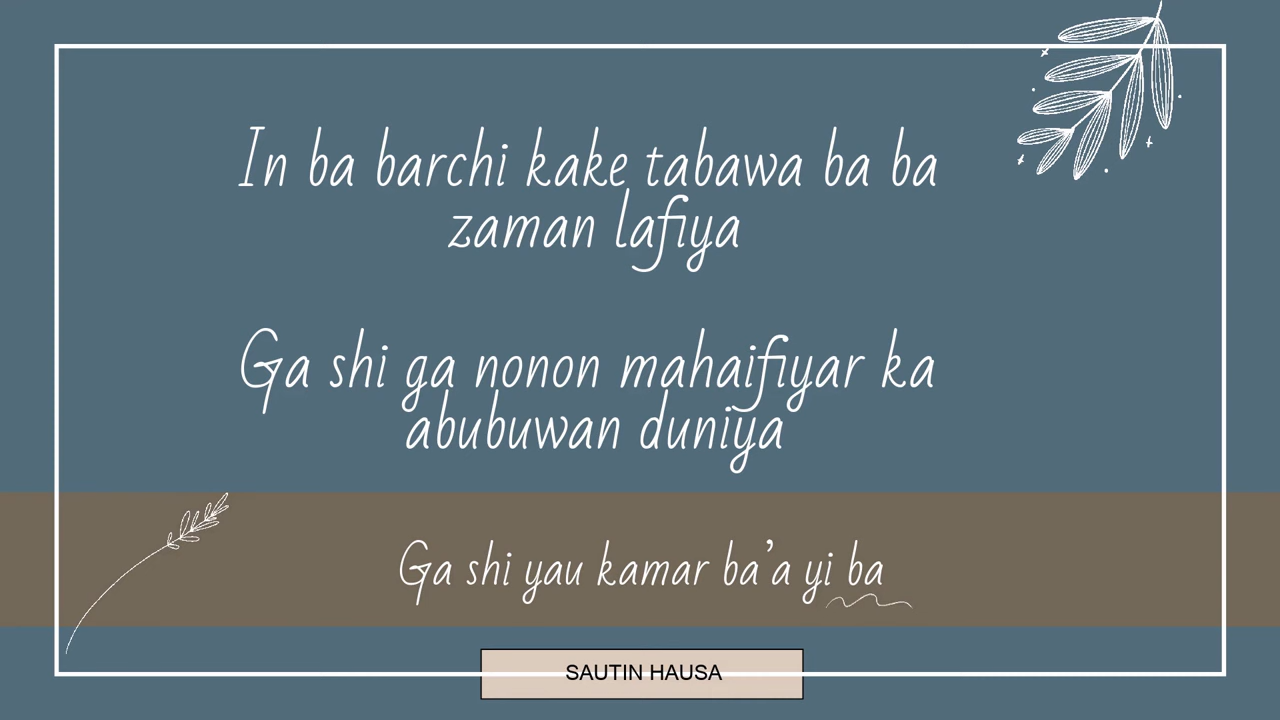 In ba barchi kake tabawa ba ba
zaman lafiya
Ga shi ga nonon mahaifiyar ka
abubuwan duniya
Ga shi yau kamar ba’a yi ba
SAUTIN HAUSA